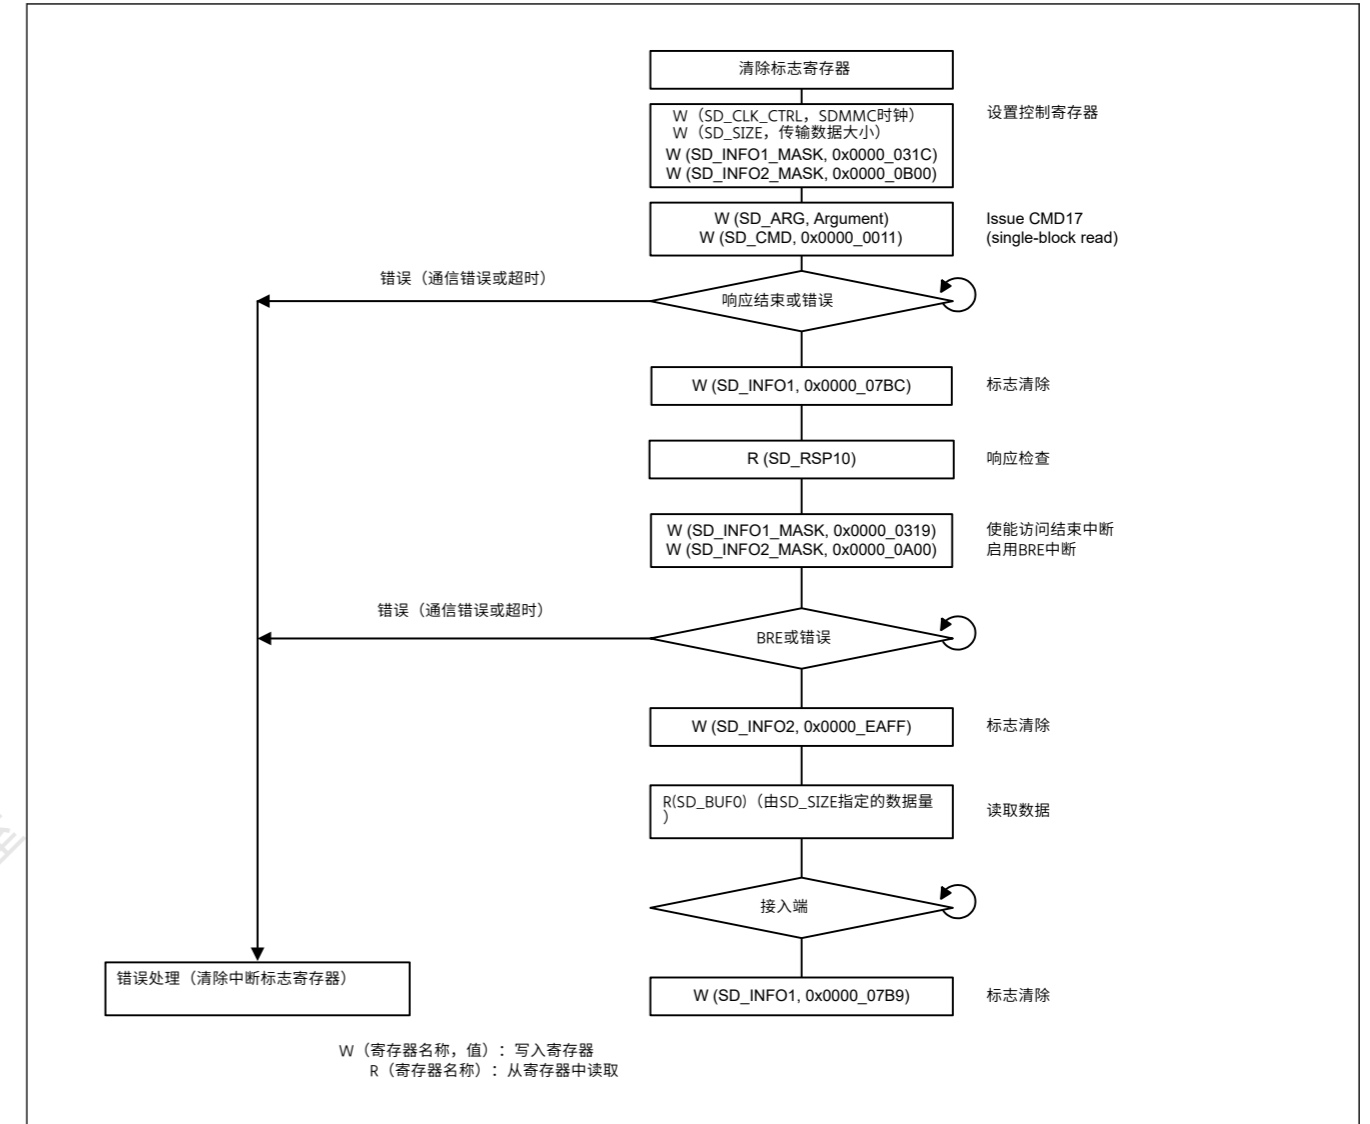 清除标志寄存器
W（SD_CLK_CTRL，SDMMC时钟）
W（SD_SIZE，传输数据大小）
W (SD_INFO1_MASK, 0x0000_031C)
W (SD_INFO2_MASK, 0x0000_0B00)
设置控制寄存器
W (SD_ARG, Argument)
W (SD_CMD, 0x0000_0011)
Issue CMD17
(single-block read)
错误（通信错误或超时）
响应结束或错误
W (SD_INFO1, 0x0000_07BC)
标志清除
R (SD_RSP10)
响应检查
W (SD_INFO1_MASK, 0x0000_0319)
W (SD_INFO2_MASK, 0x0000_0A00)
使能访问结束中断
启用BRE中断
错误（通信错误或超时）
BRE或错误
W (SD_INFO2, 0x0000_EAFF)
标志清除
R(SD_BUF0)（由SD_SIZE指定的数据量
）
读取数据
接入端
错误处理（清除中断标志寄存器）
W (SD_INFO1, 0x0000_07B9)
标志清除
W（寄存器名称，值）：写入寄存器
R（寄存器名称）：从寄存器中读取